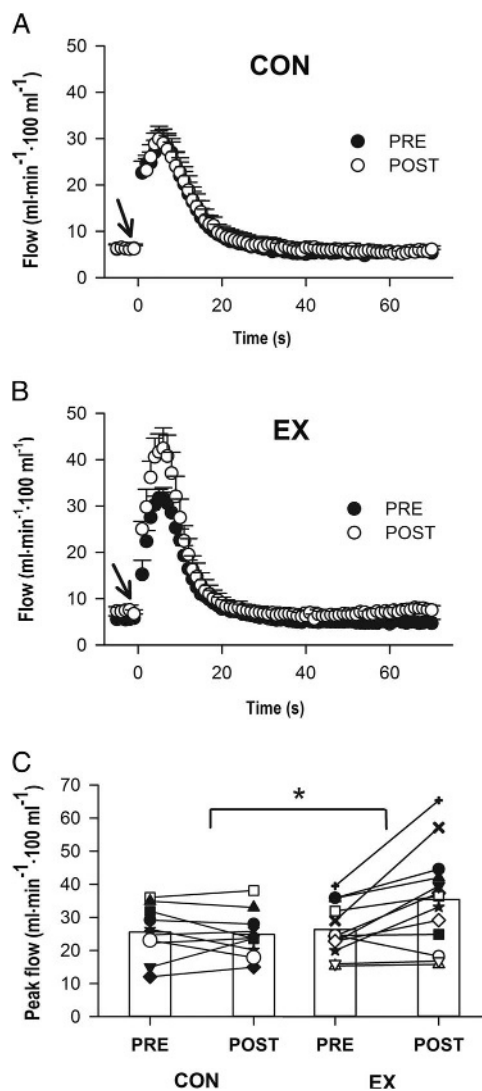 A
CON
50
40
30
20
10
0
Flow (ml·min⁻¹·100 ml⁻¹)
PRE
POST
0 20 40 60
Time (s)
B
EX
50
40
30
20
10
0
Flow (ml·min⁻¹·100 ml⁻¹)
PRE
POST
0 20 40 60
Time (s)
C
70
60
50
40
30
20
10
0
Peak flow (ml·min⁻¹·100 ml⁻¹)
*
PRE POST PRE POST
CON EX